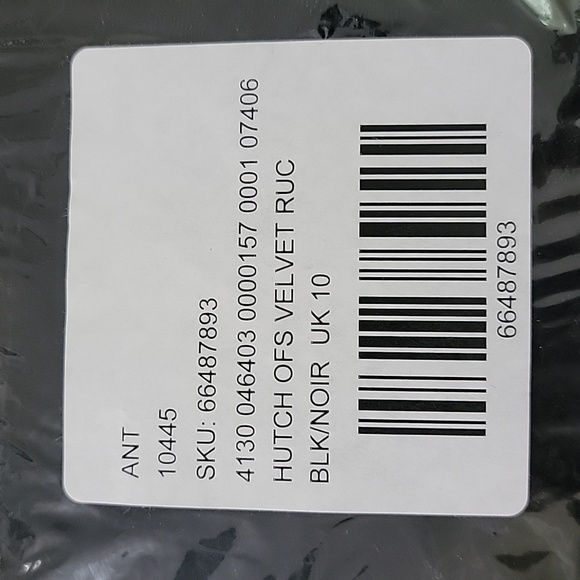 ANT
10445
SKU: 66487893
4130 046403 0000157 0001 07406
HUTCH OFS VELVET RUC
BLK/NOIR UK 10
66487893